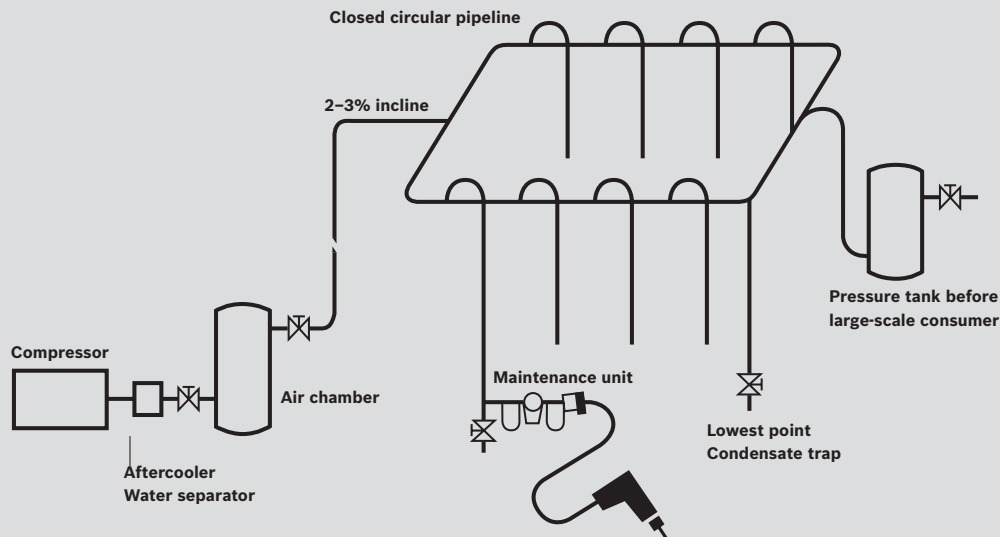 Closed circular pipeline
2–3% incline
Pressure tank before
large-scale consumer
Compressor
Maintenance unit
Air chamber
Lowest point
Condensate trap
Aftercooler
Water separator